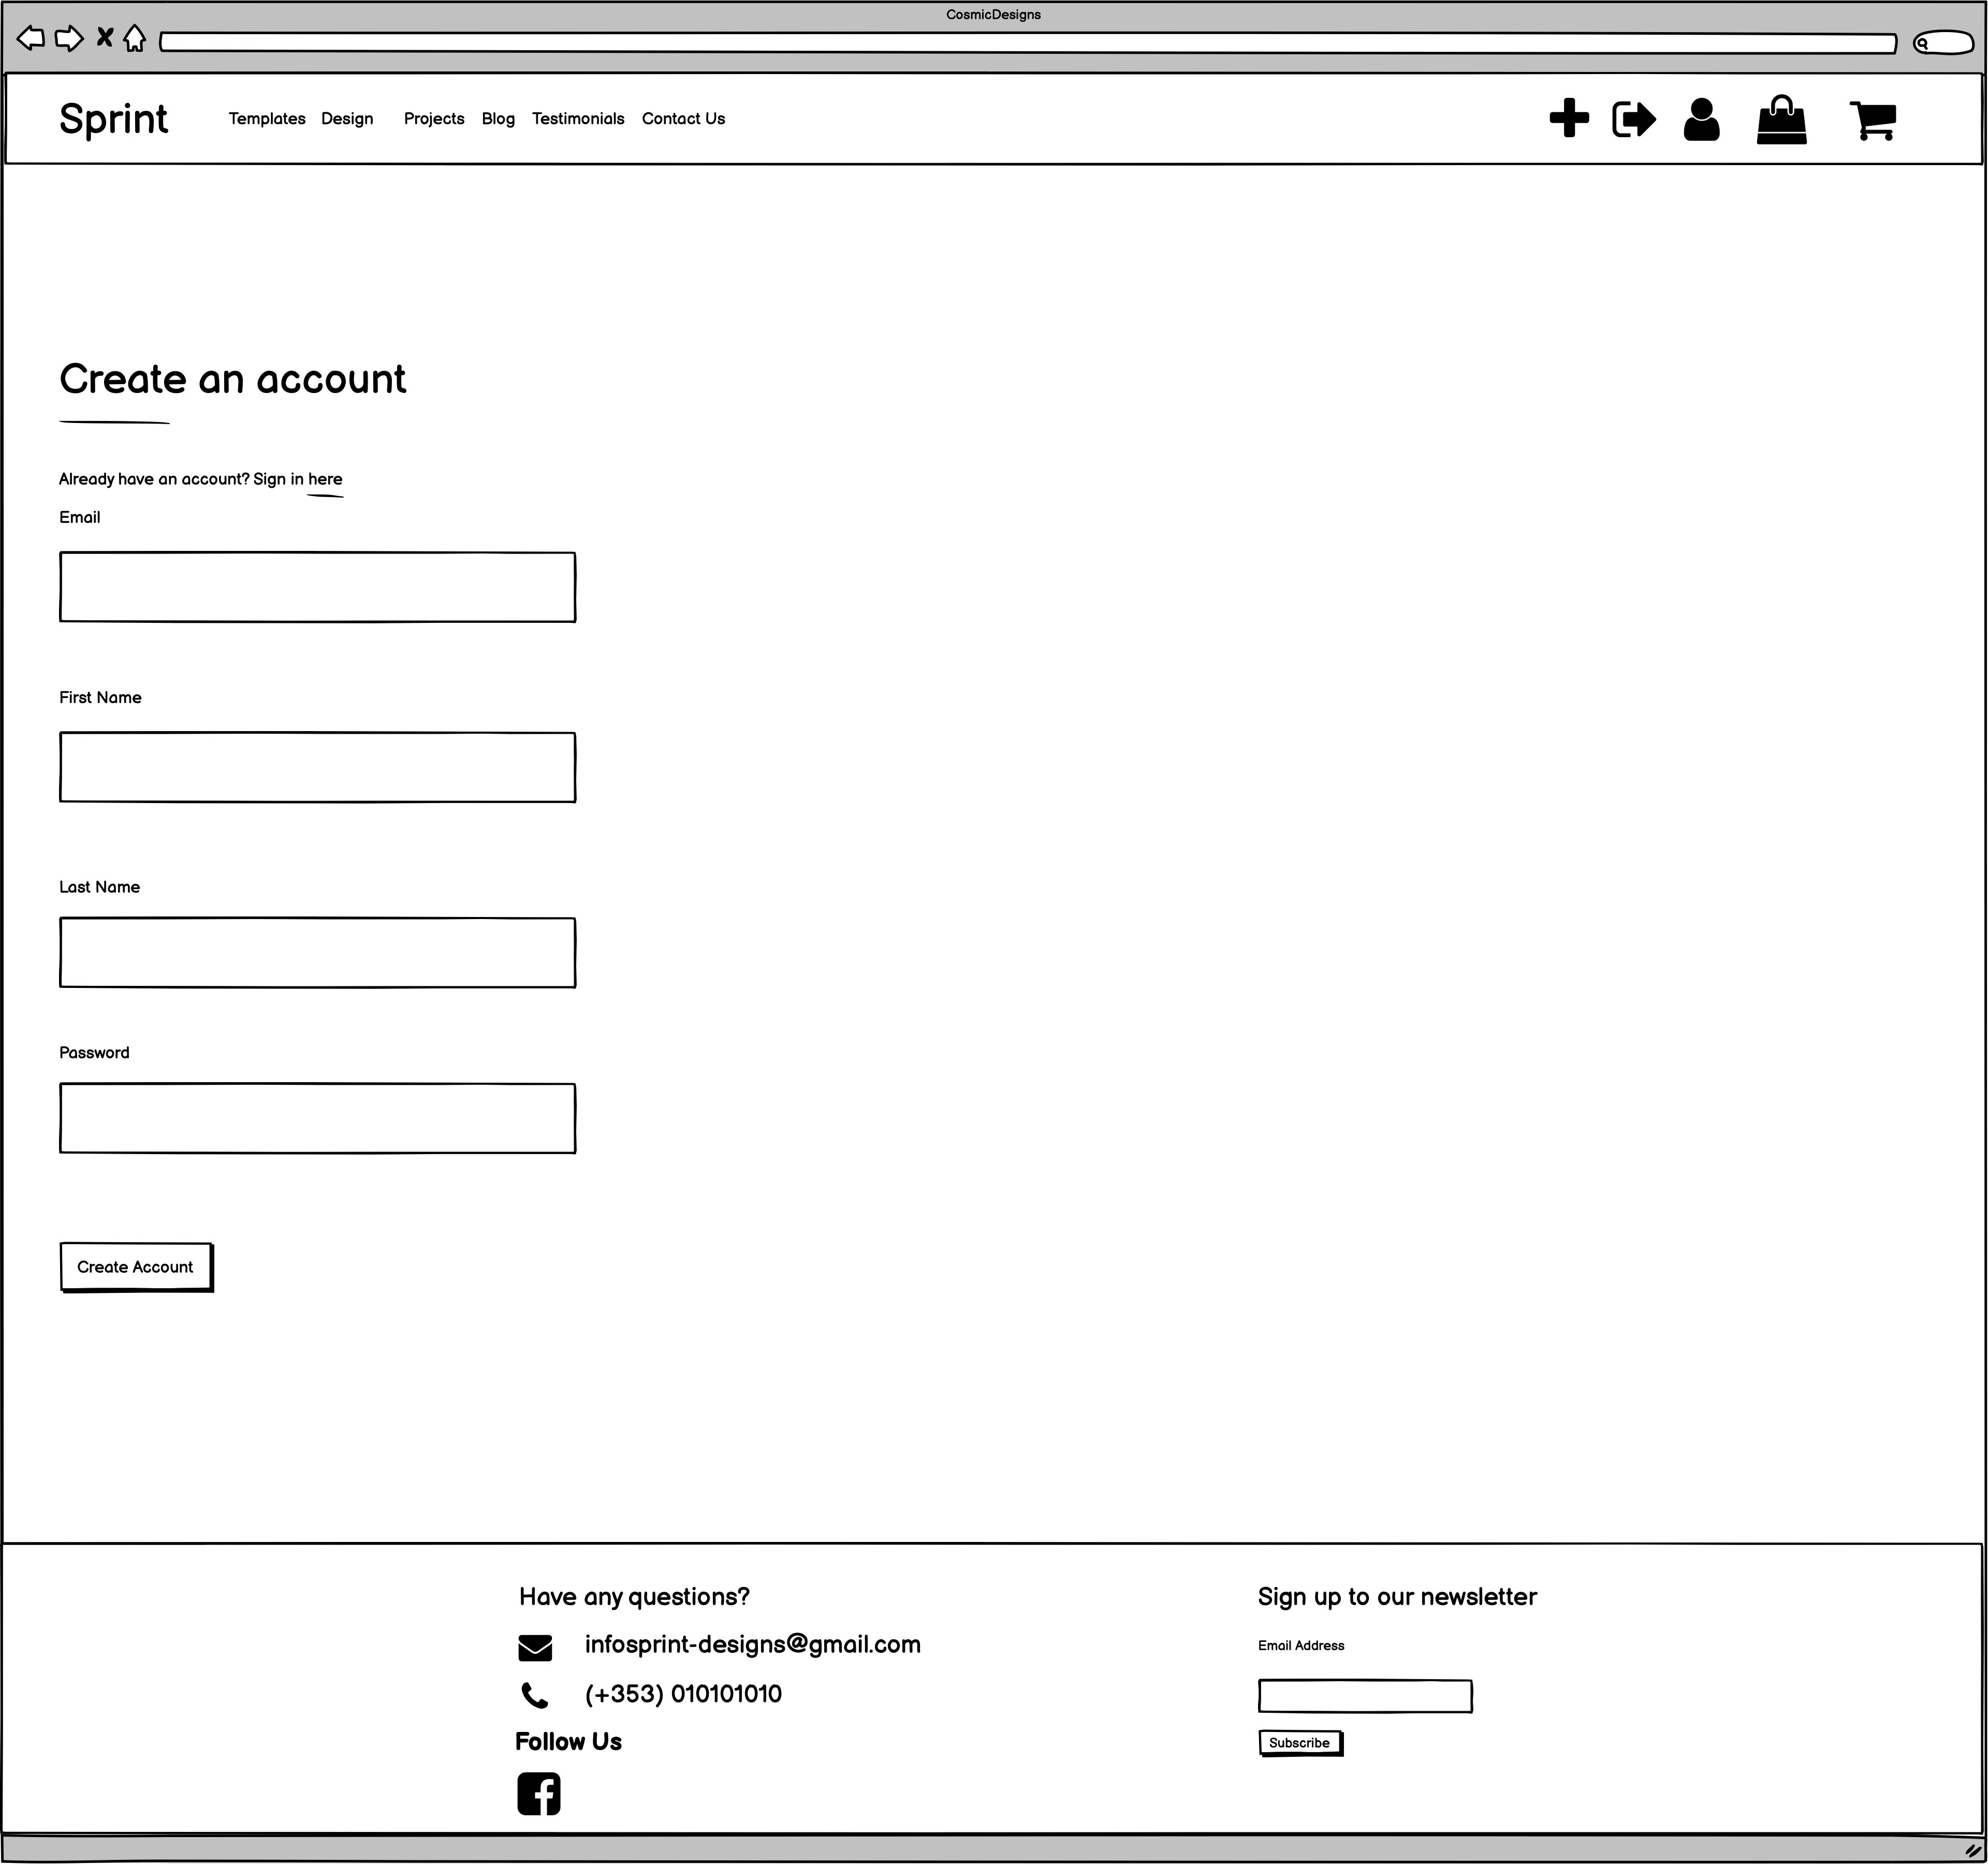 CosmicDesigns
Sprint Templates Design Projects Blog Testimonials Contact Us
Create an account
Already have an account? Sign in here
Email
First Name
Last Name
Password
Create Account
Have any questions?
infosprint-designs@gmail.com
(+353) 010101010
Follow Us
Sign up to our newsletter
Email Address
Subscribe